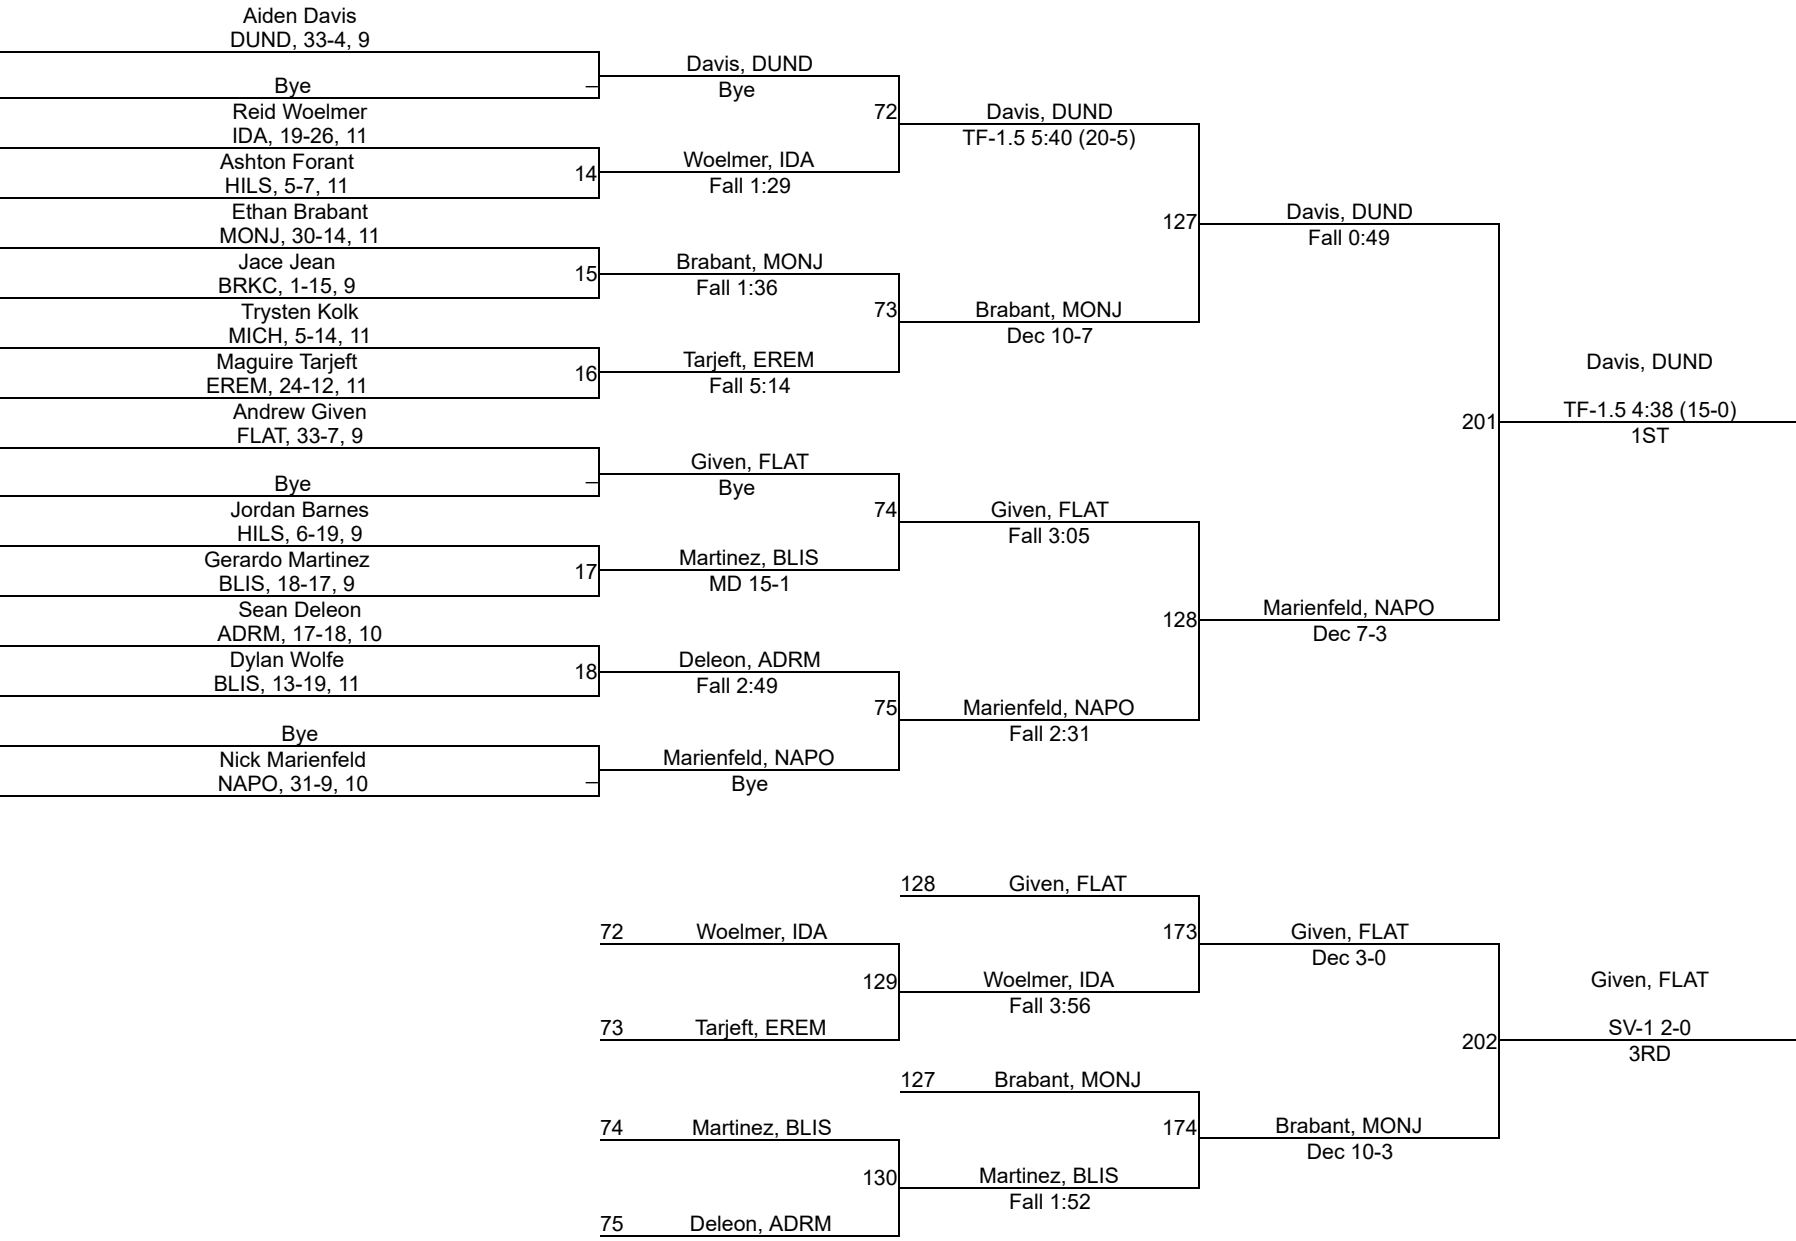 Aiden Davis
DUND, 33-4, 9
Bye
Reid Woelmer
IDA, 19-26, 11
Ashton Forant
HILS, 5-7, 11
Ethan Brabant
MONJ, 30-14, 11
Jace Jean
BRKC, 1-15, 9
Trysten Kolk
MICH, 5-14, 11
Maguire Tarjeft
EREM, 24-12, 11
Andrew Given
FLAT, 33-7, 9
Bye
Jordan Barnes
HILS, 6-19, 9
Gerardo Martinez
BLIS, 18-17, 9
Sean Deleon
ADRM, 17-18, 10
Dylan Wolfe
BLIS, 13-19, 11
Bye
Nick Marienfeld
NAPO, 31-9, 10
–
14
15
16
–
17
18
–
Davis, DUND
Bye
Woelmer, IDA
Fall 1:29
Brabant, MONJ
Fall 1:36
Tarjeft, EREM
Fall 5:14
Given, FLAT
Bye
Martinez, BLIS
MD 15-1
Deleon, ADRM
Fall 2:49
Marienfeld, NAPO
Bye
72
73
74
75
Davis, DUND
TF-1.5 5:40 (20-5)
Brabant, MONJ
Dec 10-7
Given, FLAT
Fall 3:05
Marienfeld, NAPO
Fall 2:31
127
128
Davis, DUND
Fall 0:49
Marienfeld, NAPO
Dec 7-3
201
Davis, DUND
TF-1.5 4:38 (15-0)
1ST
72 Woelmer, IDA
73 Tarjeft, EREM
74 Martinez, BLIS
75 Deleon, ADRM
129
130
128 Given, FLAT
Woelmer, IDA
Fall 3:56
127 Brabant, MONJ
Martinez, BLIS
Fall 1:52
173
174
Given, FLAT
Dec 3-0
Brabant, MONJ
Dec 10-3
202
Given, FLAT
SV-1 2-0
3RD